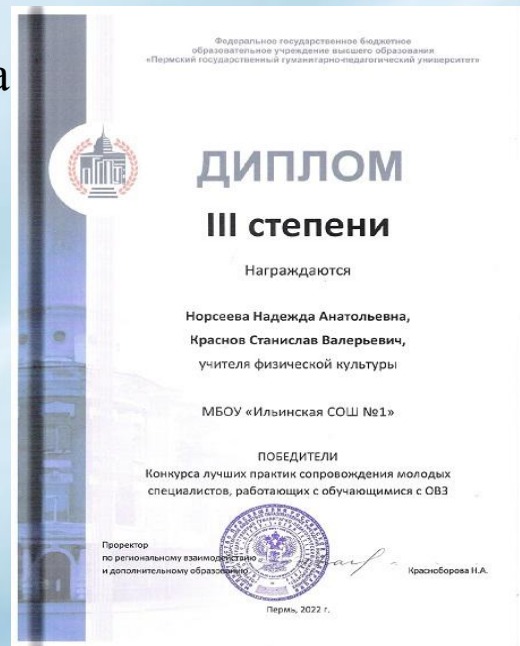 а
Федеральное государственное бюджетное
образовательное учреждение высшего образования
«Пермский государственный гуманитарно-педагогический университет»
ДИПЛОМ
III степени
Награждаются
Норсеева Надежда Анатольевна,
Краснов Станислав Валерьевич,
учителя физической культуры
МБОУ «Ильинская СОШ №1»
ПОБЕДИТЕЛИ
Конкурса лучших практик сопровождения молодых
специалистов, работающих с обучающимися с ОВЗ
Проректор
по региональному взаимодействию
и дополнительному образованию
Красноборова Н.А.
Пермь, 2022 г.